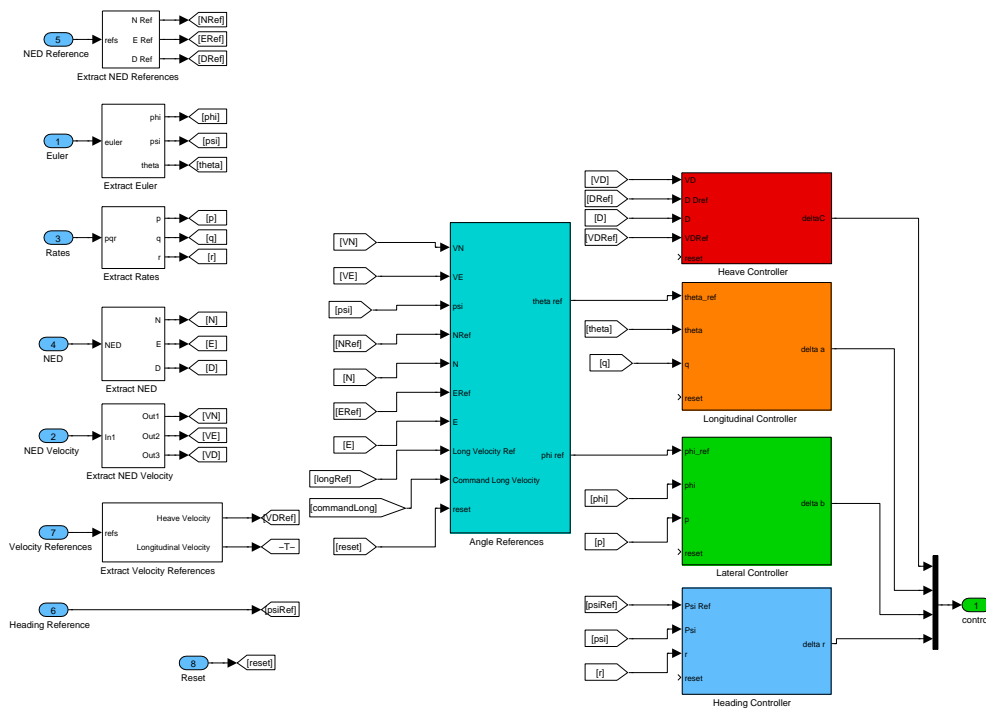 N Ref
[NRef]
5
refs
E Ref
[ERef]
NED Reference
D Ref
[DRef]
Extract NED References
phi
[phi]
1
euler
psi
[psi]
Euler
theta
[theta]
Extract Euler
p
[p]
3
pqr
q
[q]
Rates
r
[r]
Extract Rates
N
[N]
4
NED
E
[E]
NED
D
[D]
Extract NED
Out1
[VN]
2
In1
Out2
[VE]
NED Velocity
Out3
[VD]
Extract NED Velocity
Heave Velocity
[VDRef]
7
refs
Velocity References
Longitudinal Velocity
-T-
Extract Velocity References
6
[psiRef]
Heading Reference
8
[reset]
Reset
[VN]
[VE]
[psi]
[NRef]
[N]
[ERef]
[E]
[longRef]
[commandLong]
[reset]
VN
VE
psi
NRef
N
ERef
E
Long Velocity Ref
Command Long Velocity
reset
theta ref
phi ref
Angle References
[VD]
[DRef]
[D]
[VDRef]
VD
D Dref
D
VDRef
reset
deltaC
Heave Controller
[theta]
[q]
theta_ref
theta
q
reset
delta a
Longitudinal Controller
[phi]
[p]
phi_ref
phi
p
reset
delta b
Lateral Controller
[psiRef]
[psi]
[r]
Psi Ref
Psi
r
reset
delta r
Heading Controller
1
contro